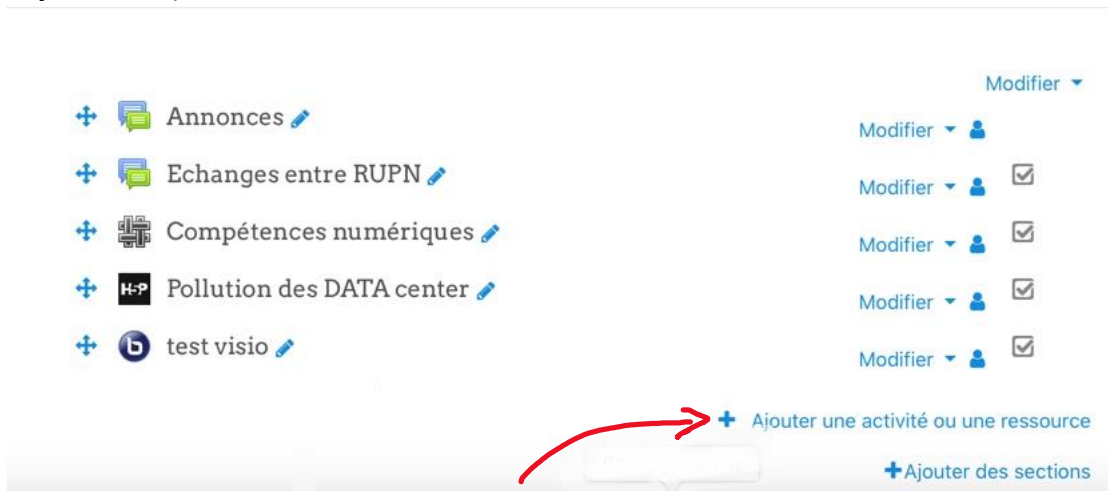 Modifier
Annonces
Modifier
Echanges entre RUPN
Modifier
Compétences numériques
Modifier
H-P Pollution des DATA center
Modifier
b test visio
Modifier
+ Ajouter une activité ou une ressource
+Ajouter des sections